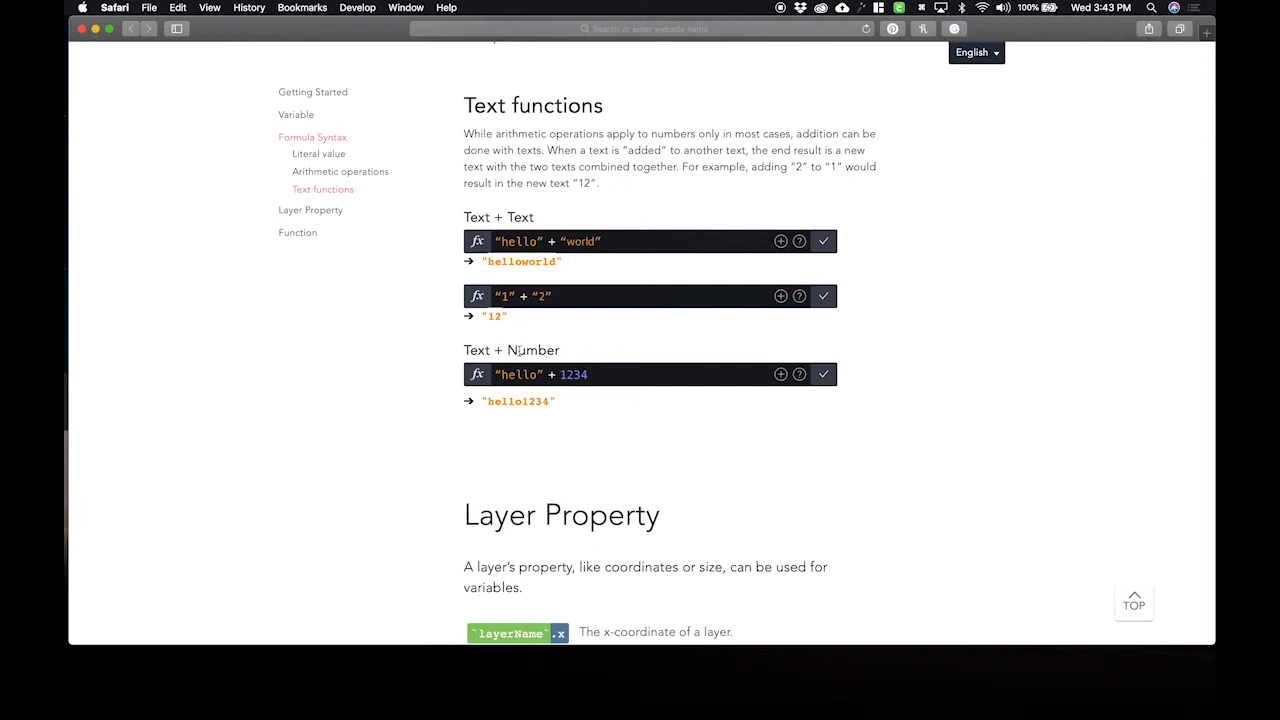 Safari File Edit View History Bookmarks Develop Window Help 100% Wed 3:43 PM
Search or enter website name
English
Getting Started
Variable
Formula Syntax
Literal value
Arithmetic operations
Text functions
Layer Property
Function
Text functions
While arithmetic operations apply to numbers only in most cases, addition can be
done with texts. When a text is “added” to another text, the end result is a new
text with the two texts combined together. For example, adding “2” to “1” would
result in the new text “12”.
Text + Text
fx “hello” + “world”
→ "helloworld"
fx “1” + “2”
→ "12"
Text + Number
fx “hello” + 1234
→ "hello1234"
Layer Property
A layer’s property, like coordinates or size, can be used for
variables.
`layerName`.x The x-coordinate of a layer.
TOP